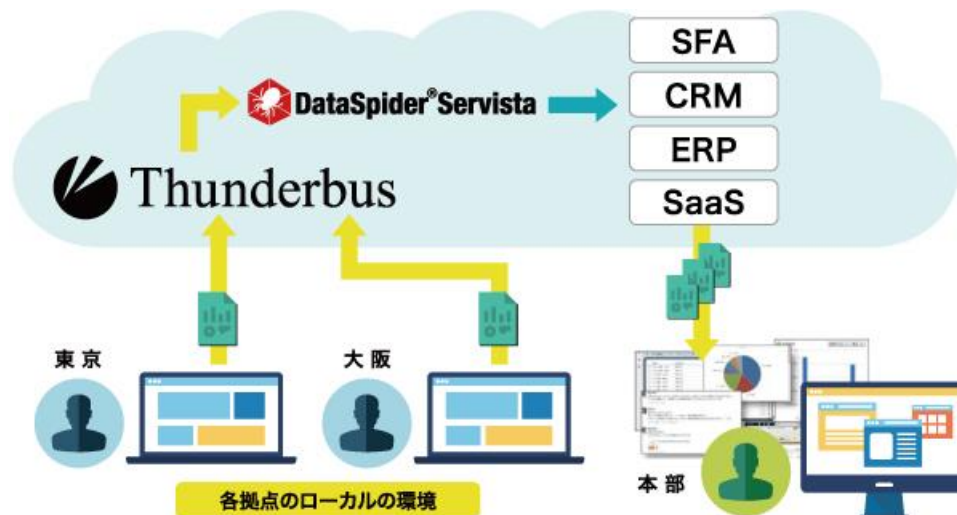 SFA
CRM
ERP
SaaS
DataSpider®Servista
Thunderbus
東京
大阪
各拠点のローカルの環境
本部